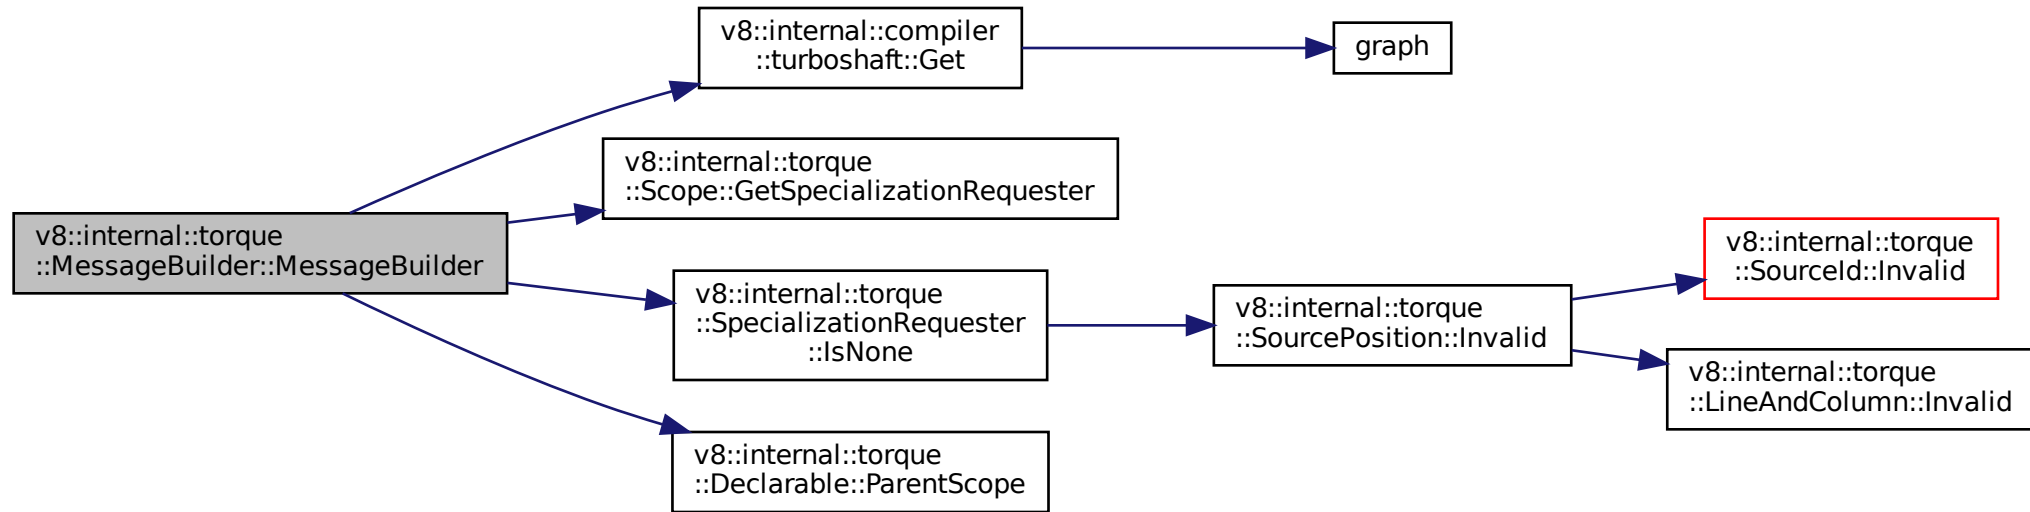 v8::internal::torque
::MessageBuilder::MessageBuilder
v8::internal::compiler
::turboshaft::Get
graph
v8::internal::torque
::Scope::GetSpecializationRequester
v8::internal::torque
::SpecializationRequester
::IsNone
v8::internal::torque
::SourcePosition::Invalid
v8::internal::torque
::SourceId::Invalid
v8::internal::torque
::LineAndColumn::Invalid
v8::internal::torque
::Declarable::ParentScope